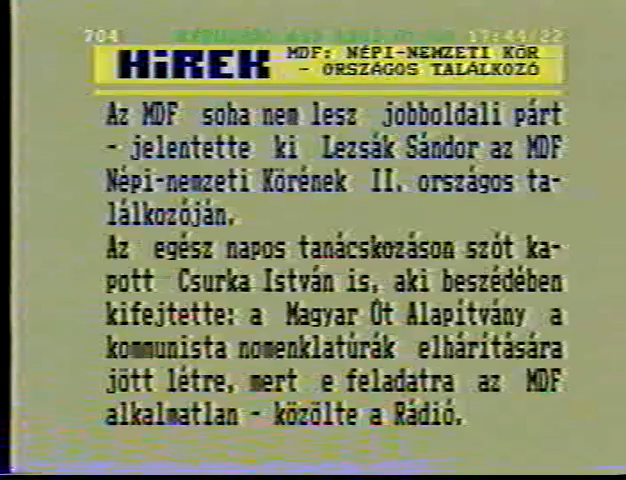 704 17:44/22
HÍREK MDF: NÉPI-NEMZETI KÖR
- ORSZÁGOS TALÁLKOZÓ
Az MDF soha nem lesz jobboldali párt
- jelentette ki Lezsák Sándor az MDF
Népi-nemzeti Körének II. országos ta-
lálkozóján.
Az egész napos tanácskozáson szót ka-
pott Csurka István is, aki beszédében
kifejtette: a Magyar Út Alapítvány a
kommunista nomenklatúrák elhárítására
jött létre, mert e feladatra az MDF
alkalmatlan - közölte a Rádió.